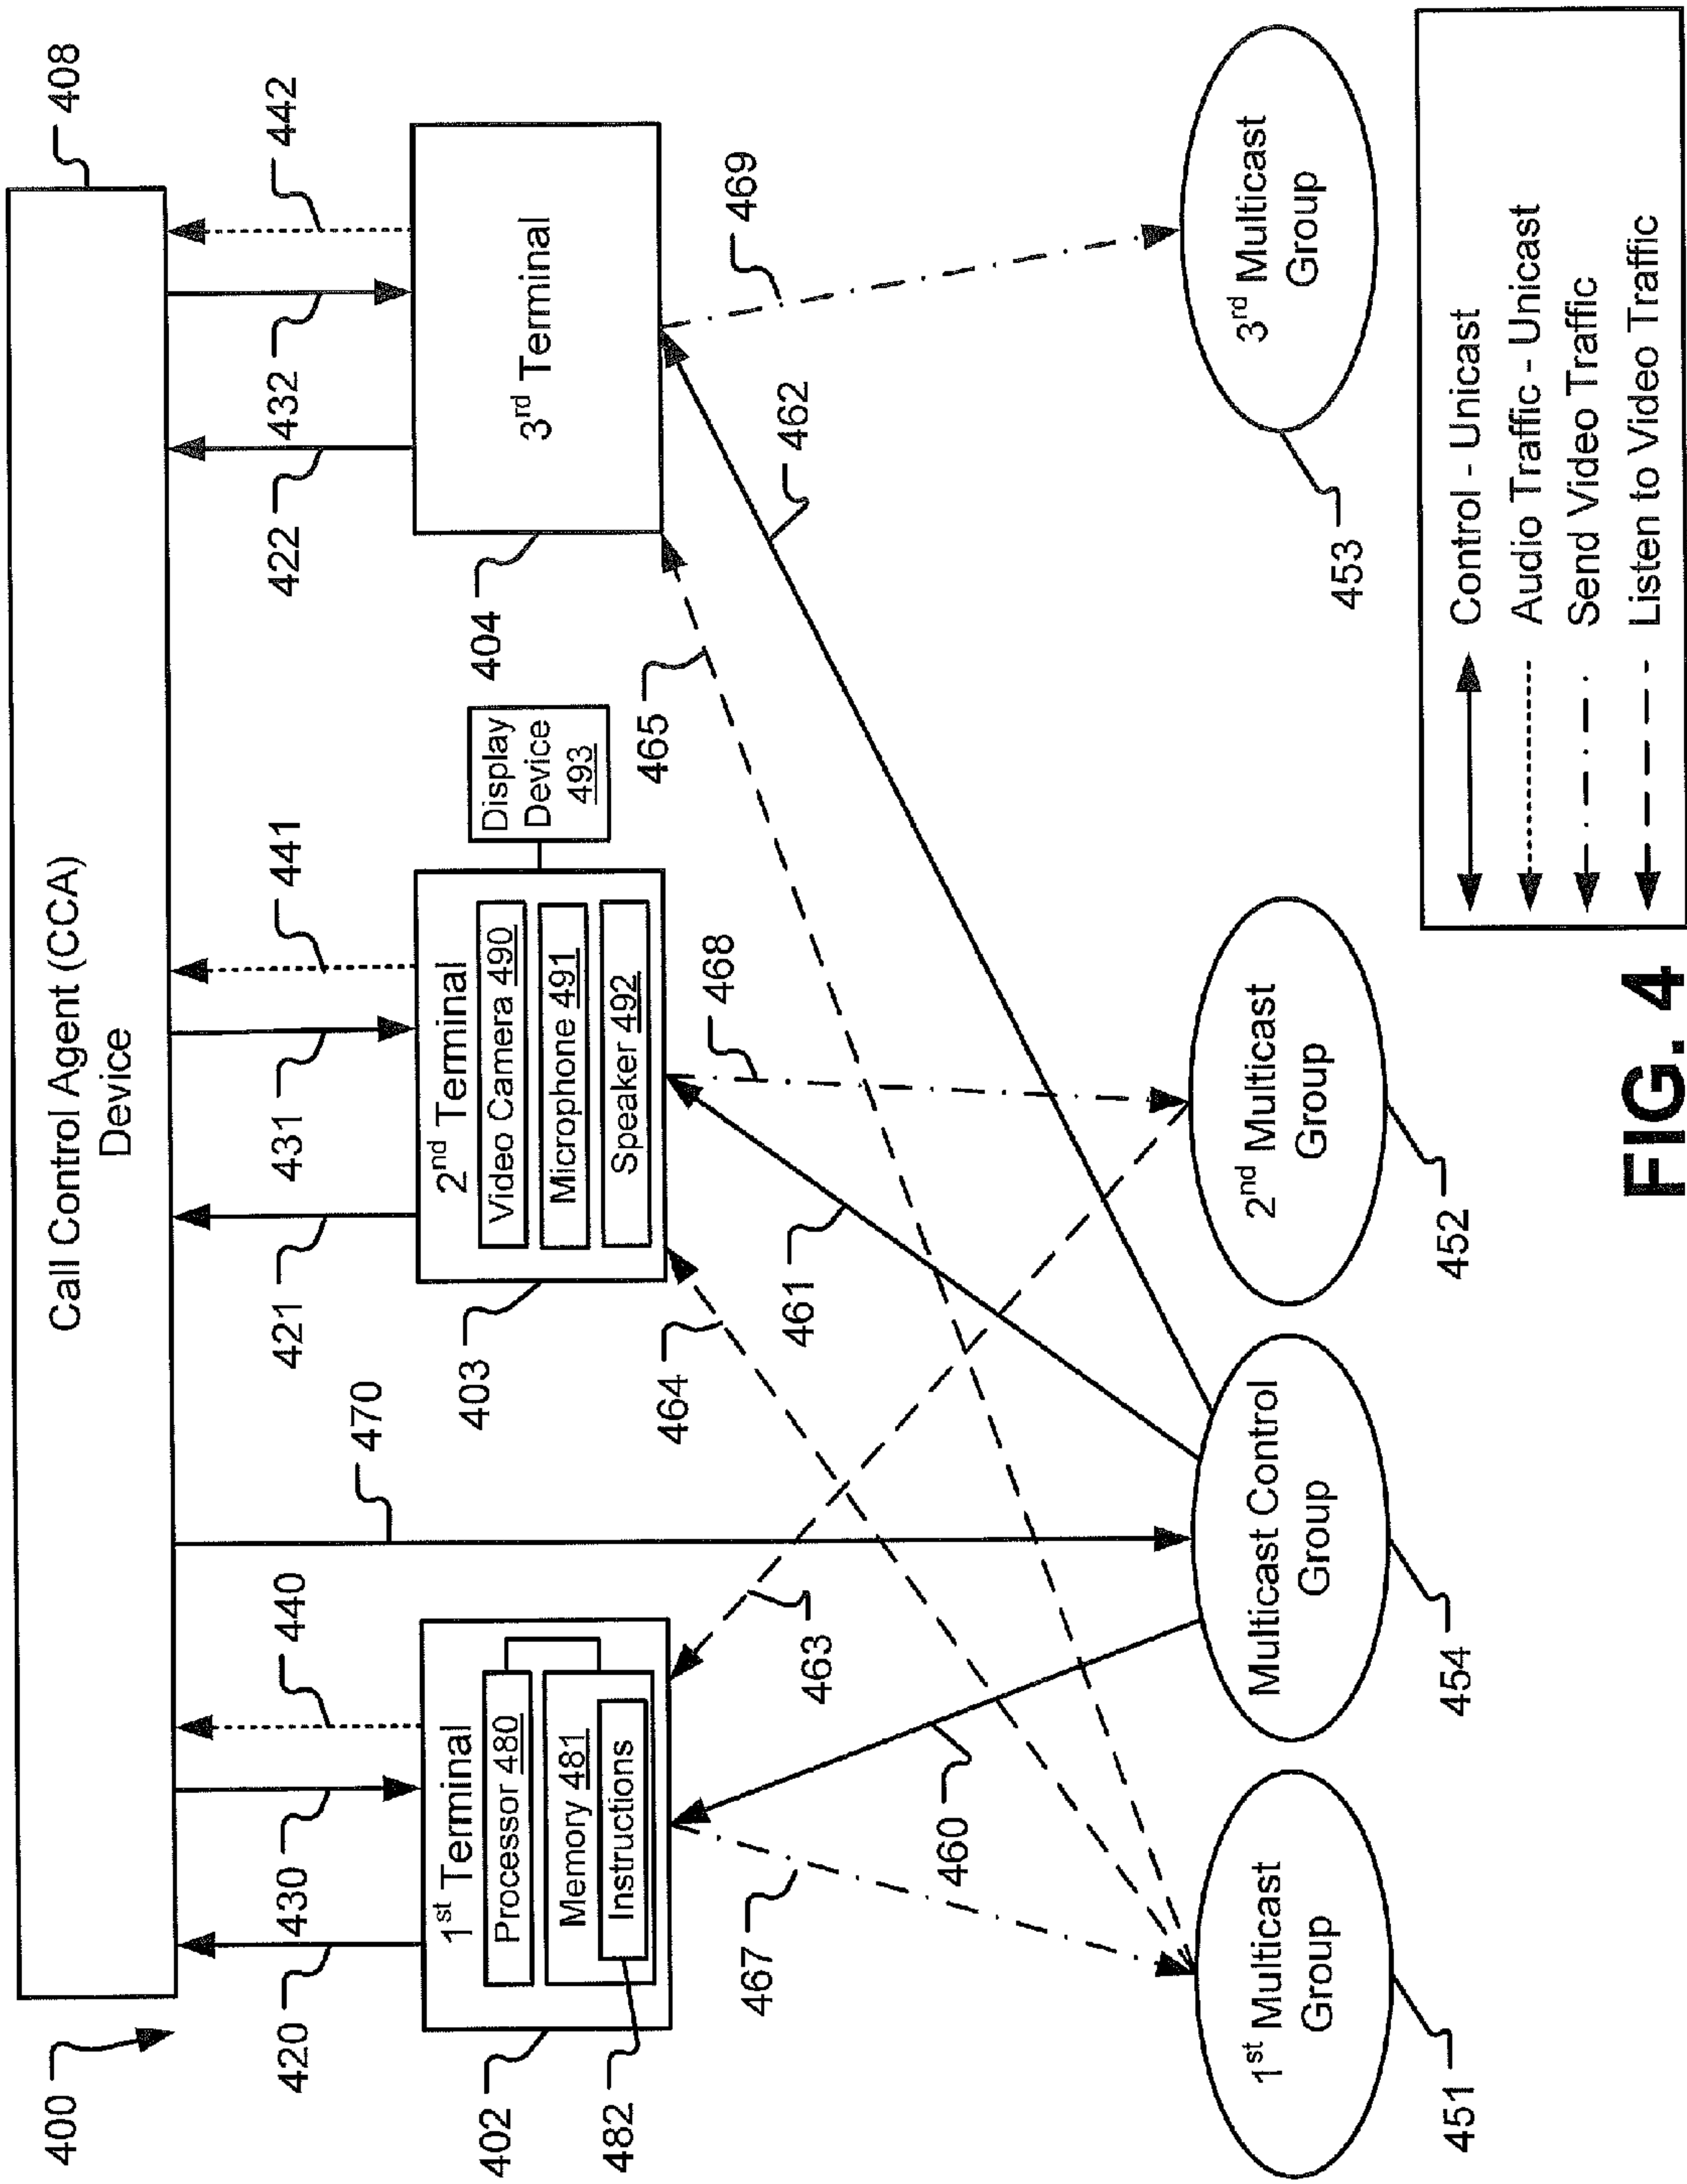 400
Call Control Agent (CCA)
Device
408
420
430
440
470
421
431
441
422
432
442
1st Terminal
Processor 480
Memory 481
Instructions
402
482
2nd Terminal
Video Camera 490
Microphone 491
Speaker 492
403
Display
Device
493
3rd Terminal
404
467
460
463
464
461
468
465
462
469
1st Multicast
Group
451
Multicast Control
Group
454
2nd Multicast
Group
452
3rd Multicast
Group
453
Control - Unicast
Audio Traffic - Unicast
Send Video Traffic
Listen to Video Traffic
FIG. 4